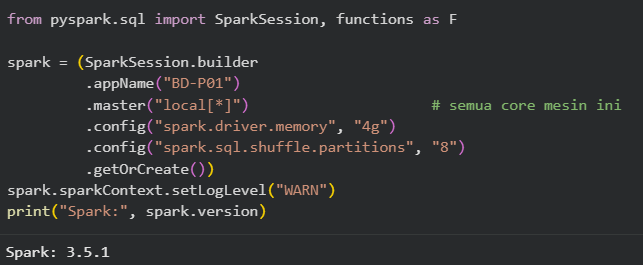 from pyspark.sql import SparkSession, functions as F
spark = (SparkSession.builder
.appName("BD-P01")
.master("local[*]") # semua core mesin ini
.config("spark.driver.memory", "4g")
.config("spark.sql.shuffle.partitions", "8")
.getOrCreate())
spark.sparkContext.setLogLevel("WARN")
print("Spark:", spark.version)
Spark: 3.5.1